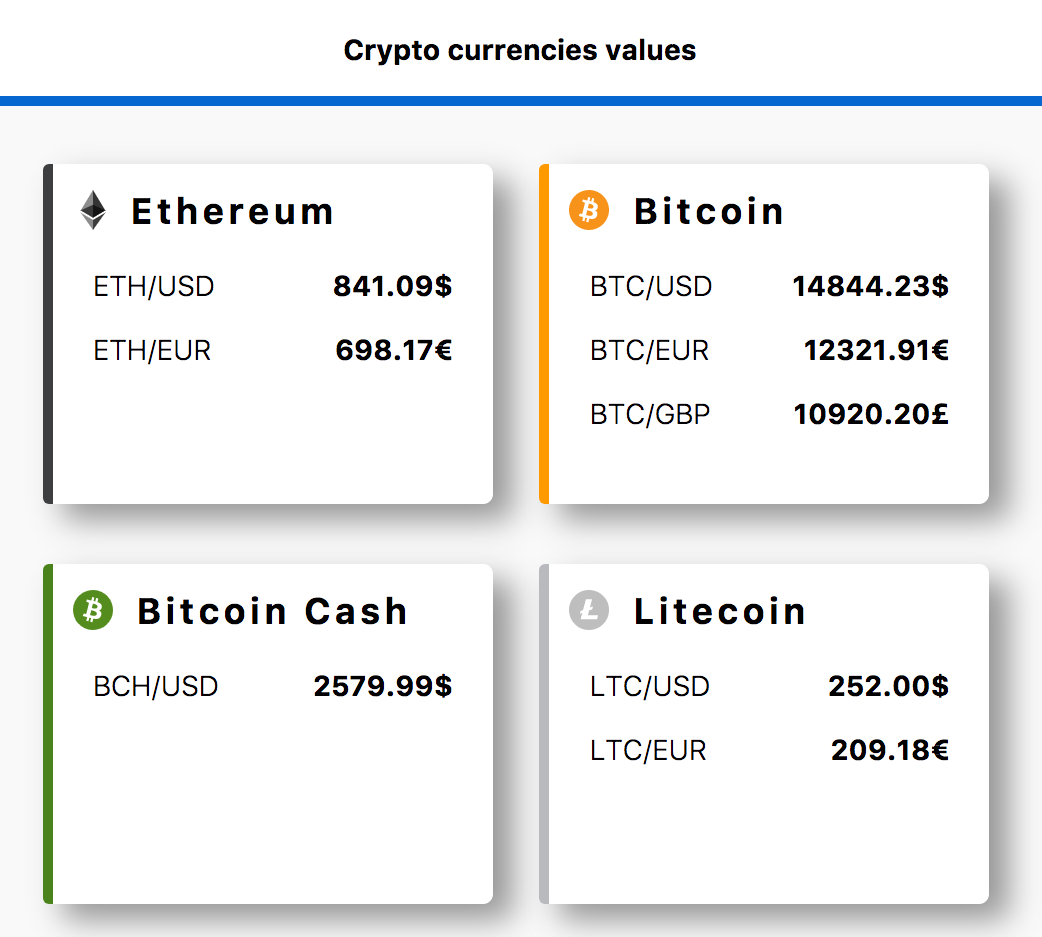 Crypto currencies values
Ethereum
ETH/USD 841.09$
ETH/EUR 698.17€
Bitcoin
BTC/USD 14844.23$
BTC/EUR 12321.91€
BTC/GBP 10920.20£
Bitcoin Cash
BCH/USD 2579.99$
Litecoin
LTC/USD 252.00$
LTC/EUR 209.18€